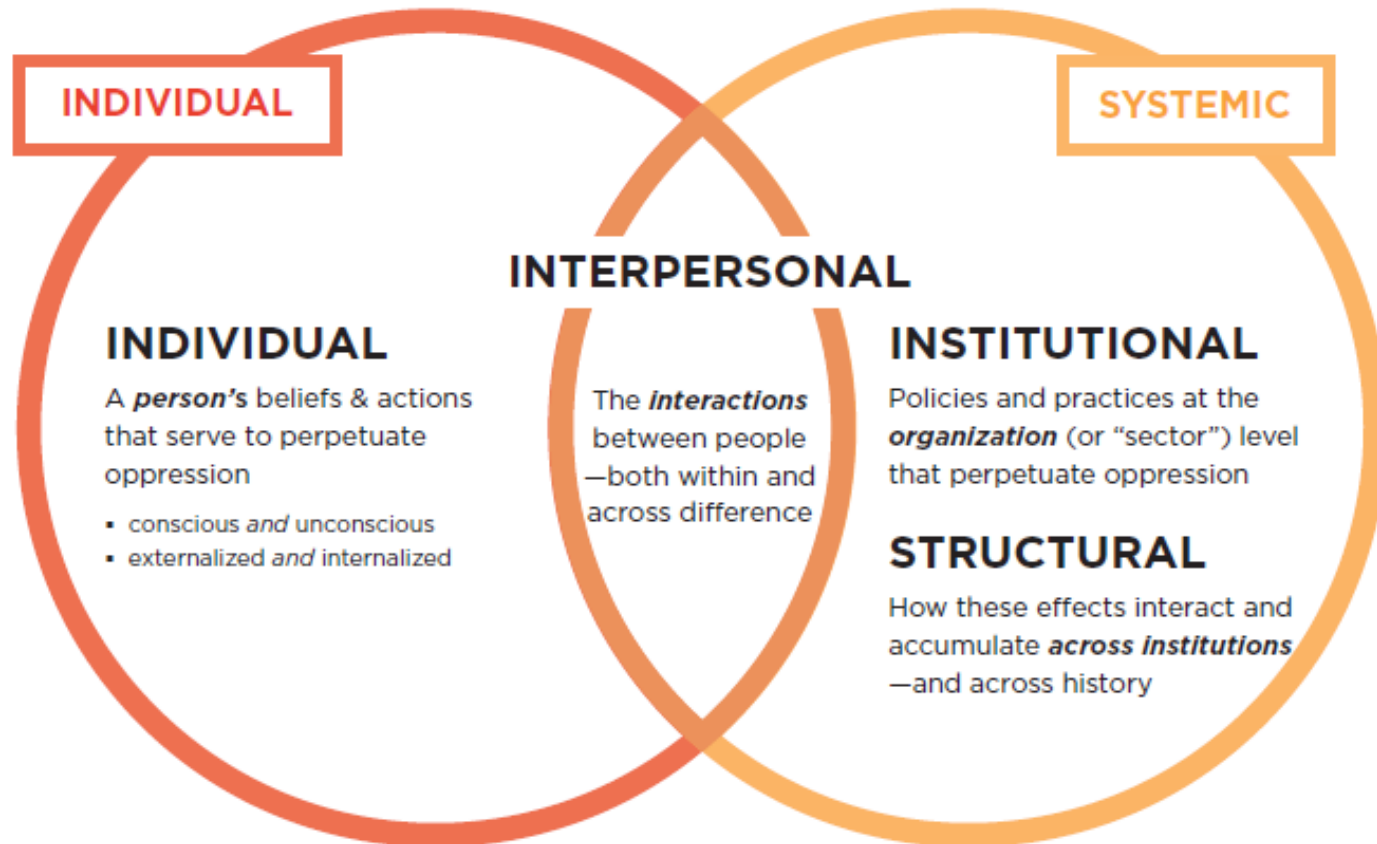 INDIVIDUAL
SYSTEMIC
INTERPERSONAL
INDIVIDUAL
A person's beliefs & actions
that serve to perpetuate
oppression
▪ conscious and unconscious
▪ externalized and internalized
The interactions
between people
—both within and
across difference
INSTITUTIONAL
Policies and practices at the
organization (or “sector”) level
that perpetuate oppression
STRUCTURAL
How these effects interact and
accumulate across institutions
—and across history